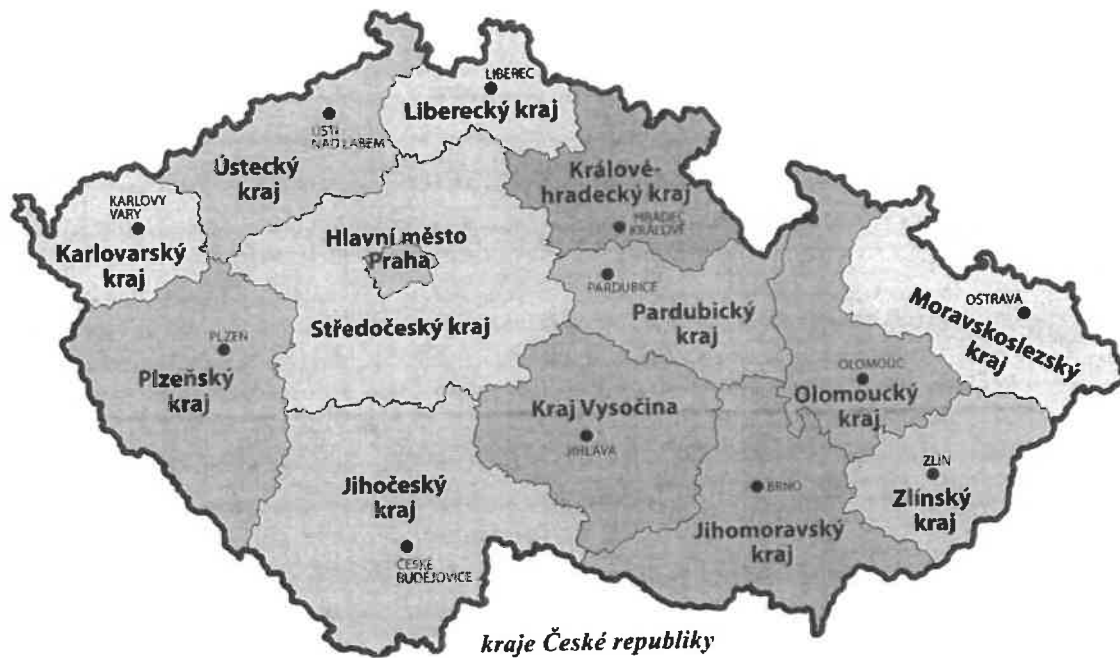 LIBEREC
Liberecký kraj
ÚSTÍ
NAD LABEM
Ústecký
kraj
Králové-
hradecký kraj
HRADEC
KRÁLOVÉ
KARLOVY
VARY
Karlovarský
kraj
Hlavní město
Praha
PARDUBICE
Pardubický
kraj
OSTRAVA
Moravskoslezský
kraj
Středočeský kraj
PLZEŇ
Plzeňský
kraj
OLOMOUC
Olomoucký
kraj
Kraj Vysočina
JIHLAVA
ZLÍN
Zlínský
kraj
Jihočeský
kraj
BRNO
Jihomoravský
kraj
ČESKÉ
BUDĚJOVICE
kraje České republiky